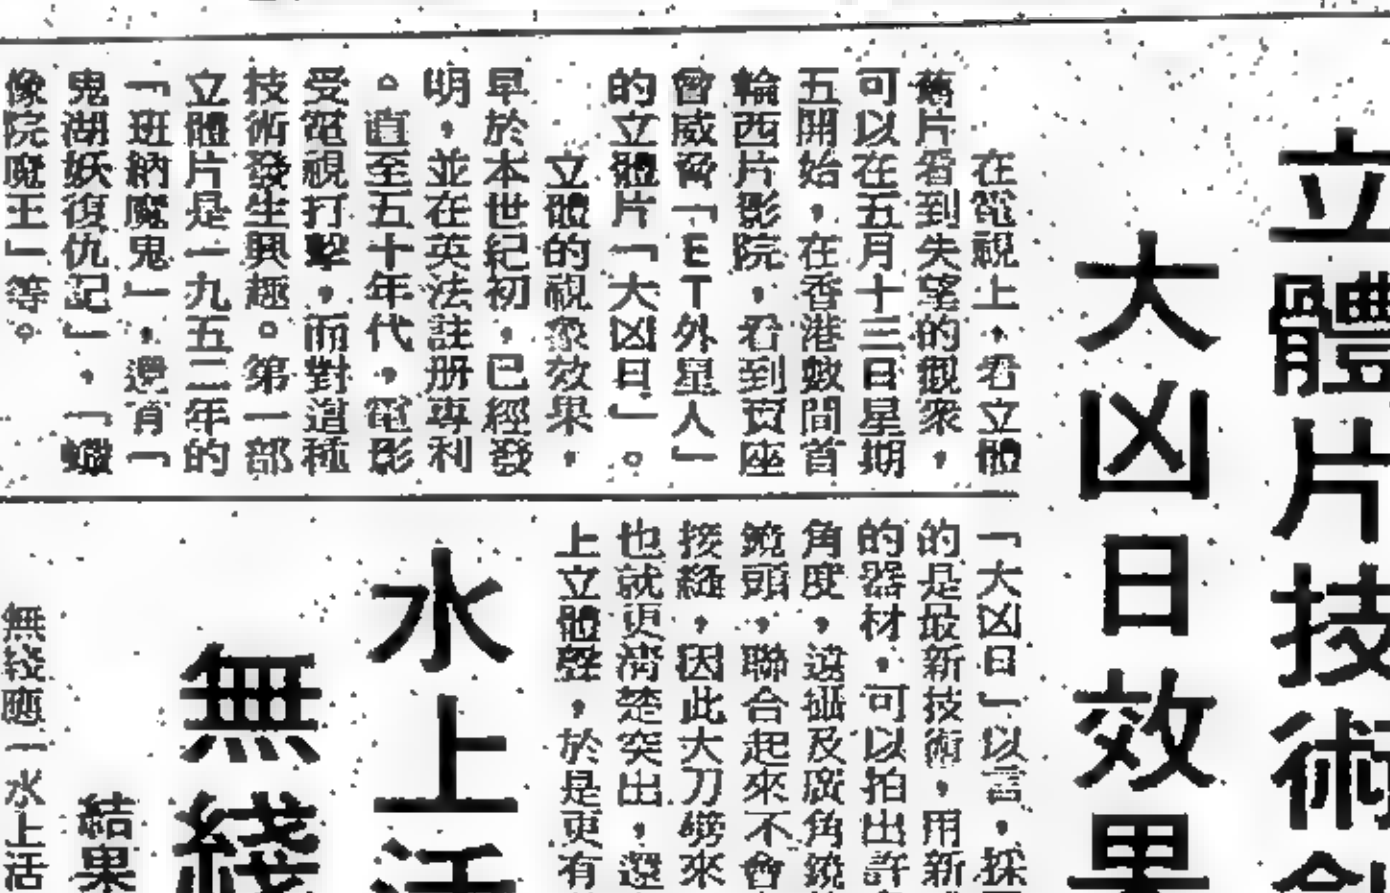 立體片技術
大凶日效果
在電視上，看立體
舊片看到失望的觀衆，
可以在五月十三日星期
五開始，在香港數間首
輪西片影院，看到賣座
曾威脅「ET外星人」
的立體片「大凶日」。
立體的視象效果，
早於本世紀初，已經發
明，並在英法註册專利
。直至五十年代，電影
受電視打擊，而對這種
技術發生興趣。第一部
立體片是一九五二年的
「班納魔鬼」，還有「
鬼湖妖復仇記」，「蠟
像院魔王」等。
「大凶日」以言，採
的是最新技術，用新
的器材，可以拍出許
角度，遠攝及廣角鏡
鏡頭，聯合起來不會
接縫，因此大刀劈來
也就更淸楚突出，還
上立體聲，於是更有
水上活
無綫
結果
無綫應「水上活